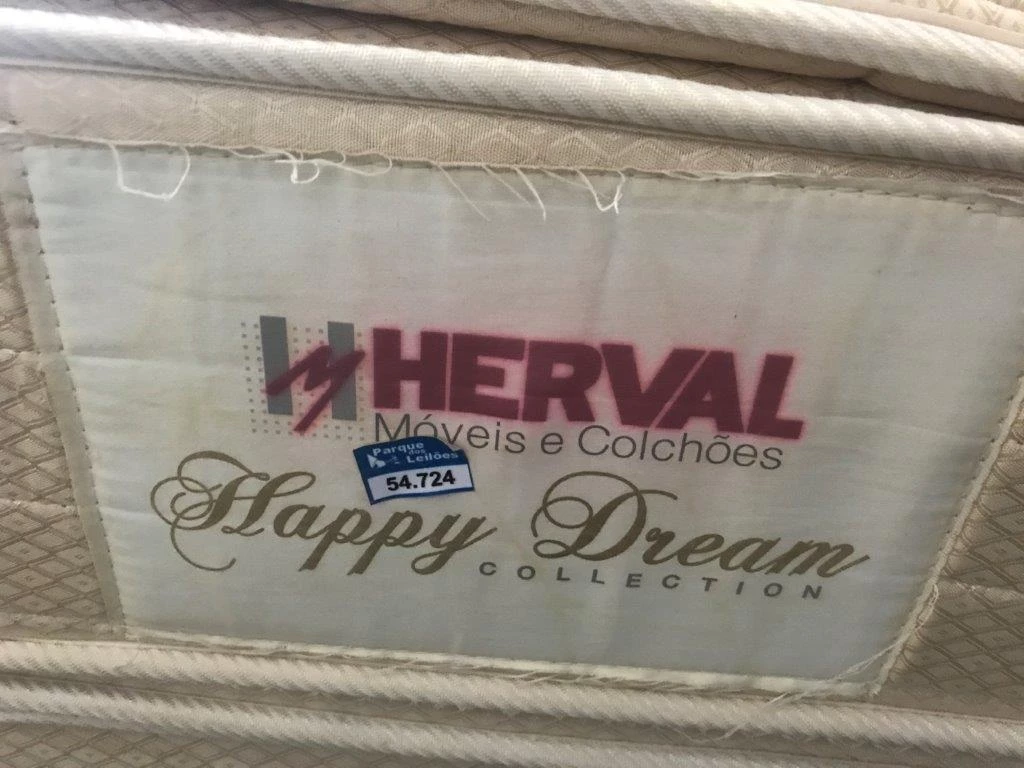 HERVAL
Móveis e Colchões
Parque
dos
Leilões
54.724
Happy Dream
COLLECTION